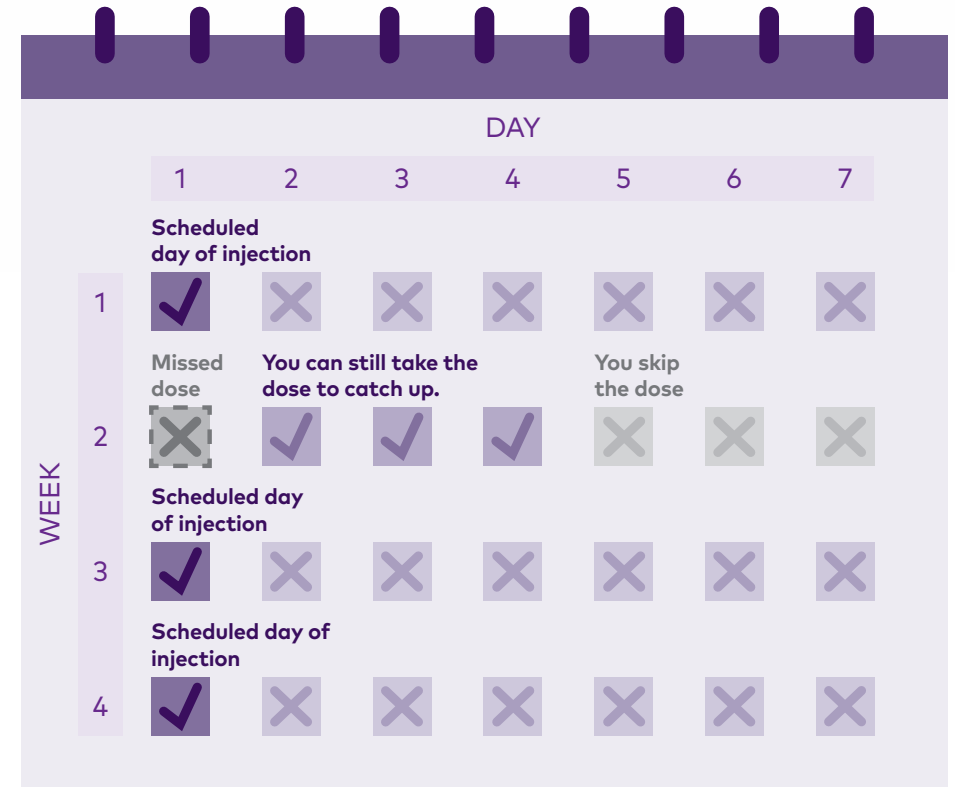 DAY
1 2 3 4 5 6 7
Scheduled
day of injection
1
Missed
dose
You can still take the
dose to catch up.
You skip
the dose
2
WEEK
Scheduled day
of injection
3
Scheduled day of
injection
4